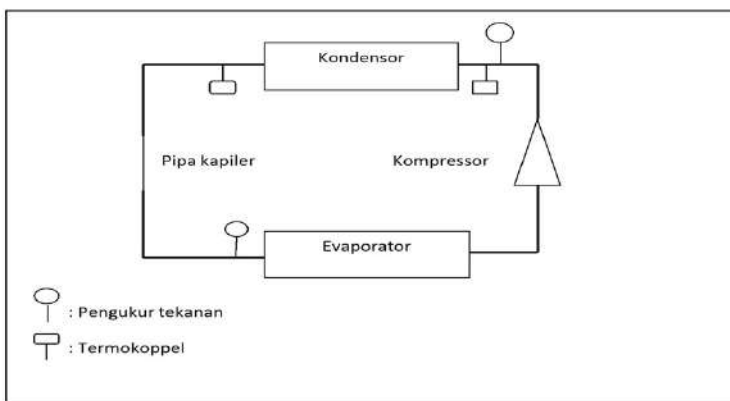 Kondensor
Pipa kapiler
Kompressor
Evaporator
: Pengukur tekanan
: Termokoppel